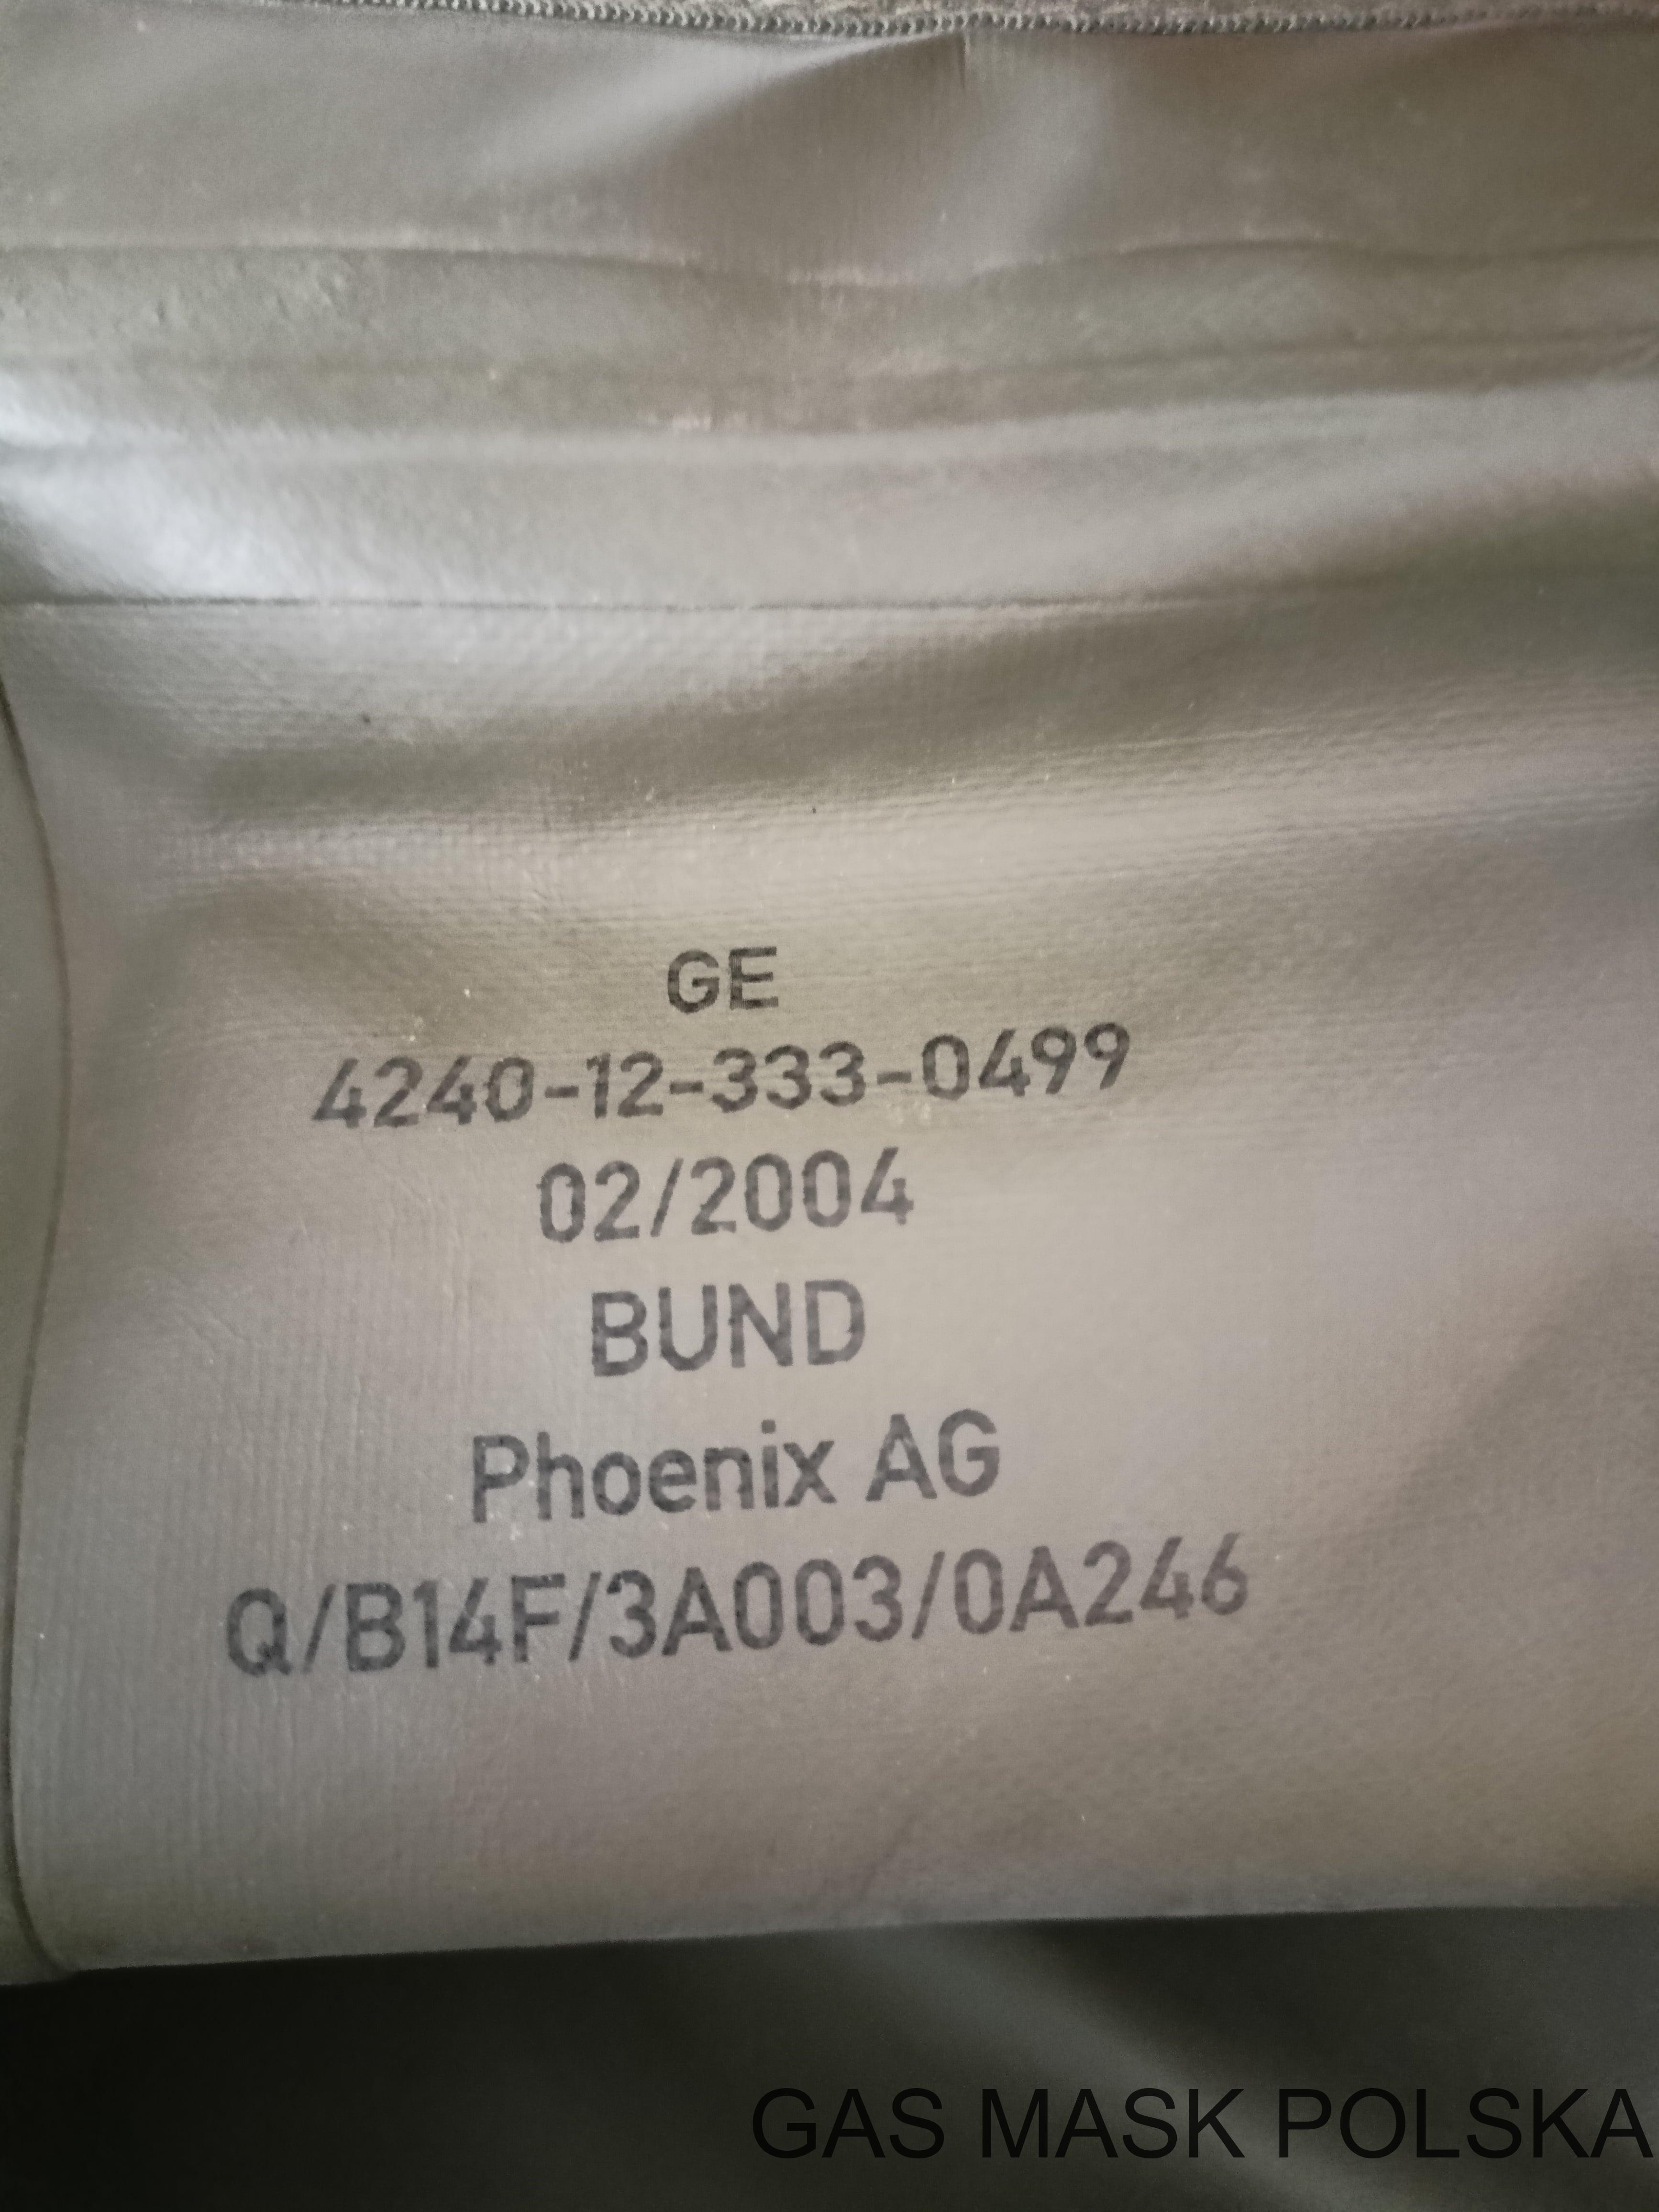 GE
4240-12-333-0499
02/2004
BUND
Phoenix AG
Q/B14F/3A003/0A246
GAS MASK POLSKA